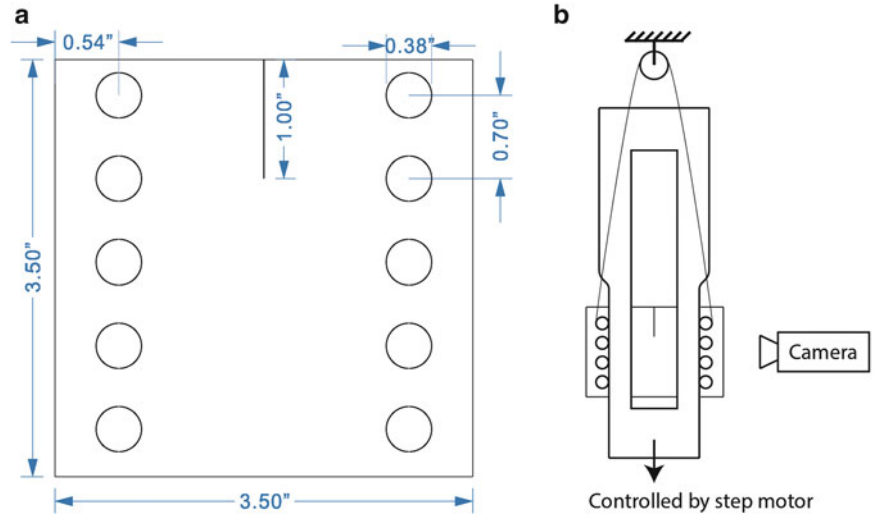 a
0.54”
0.38”
1.00”
0.70”
3.50”
3.50”
b
Camera
Controlled by step motor